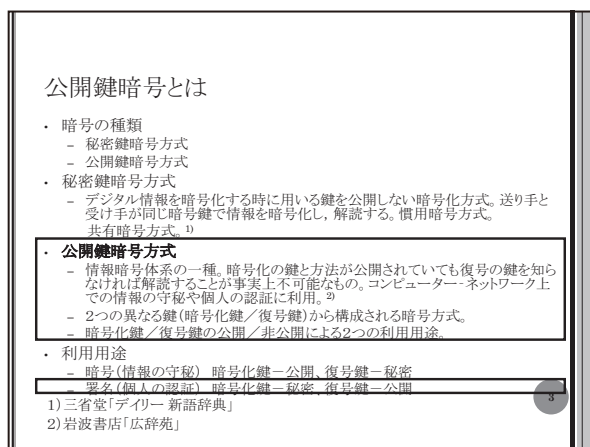 公開鍵暗号とは
• 暗号の種類
– 秘密鍵暗号方式
– 公開鍵暗号方式
• 秘密鍵暗号方式
– デジタル情報を暗号化する時に用いる鍵を公開しない暗号化方式。送り手と
受け手が同じ暗号鍵で情報を暗号化し，解読する。慣用暗号方式。
共有暗号方式。1)
• 公開鍵暗号方式
– 情報暗号体系の一種。暗号化の鍵と方法が公開されていても復号の鍵を知ら
なければ解読することが事実上不可能なもの。コンピューター-ネットワーク上
での情報の守秘や個人の認証に利用。2)
– 2つの異なる鍵(暗号化鍵／復号鍵)から構成される暗号方式。
– 暗号化鍵／復号鍵の公開／非公開による2つの利用用途。
• 利用用途
– 暗号(情報の守秘) 暗号化鍵－公開、復号鍵－秘密
– 署名(個人の認証) 暗号化鍵－秘密、復号鍵－公開
3
1)三省堂「デイリー 新語辞典」
2)岩波書店「広辞苑」